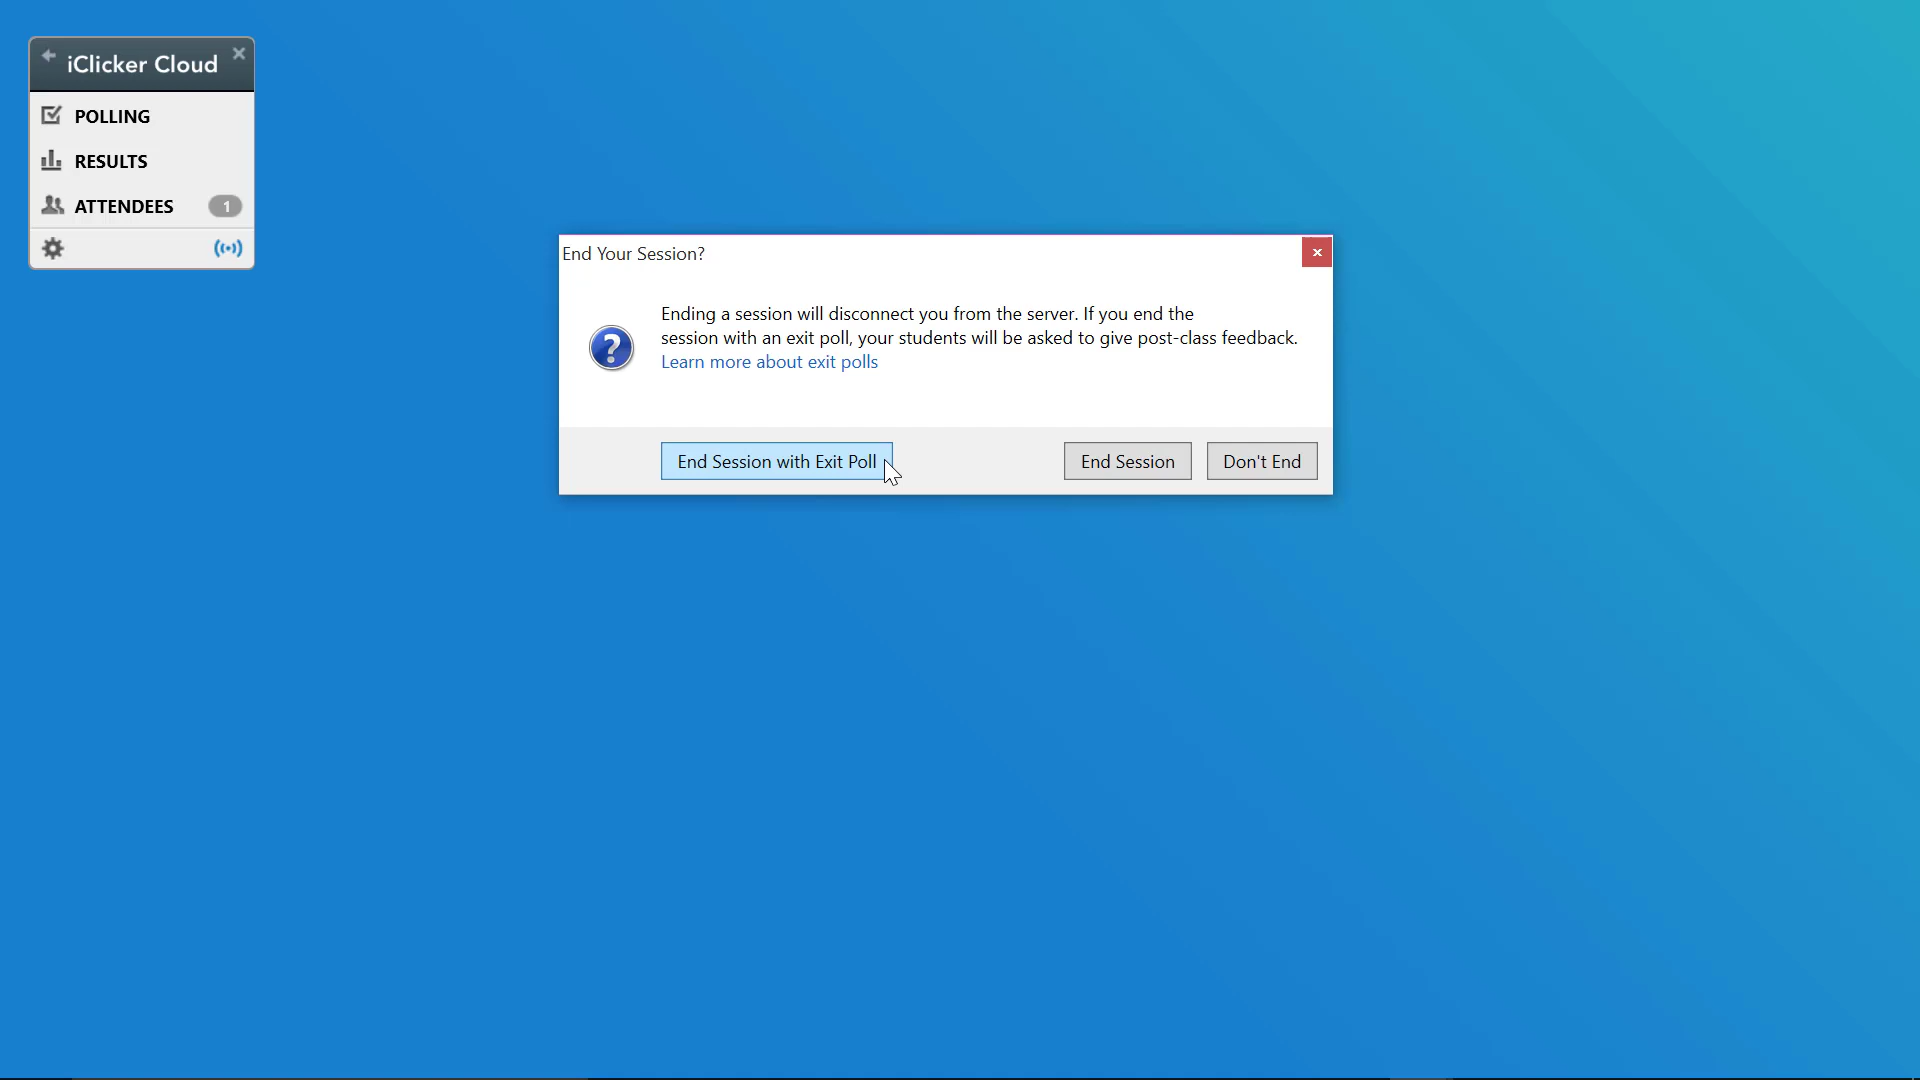 iClicker Cloud
POLLING
RESULTS
ATTENDEES 1
End Your Session?
Ending a session will disconnect you from the server. If you end the
session with an exit poll, your students will be asked to give post-class feedback.
Learn more about exit polls
End Session with Exit Poll
End Session
Don't End